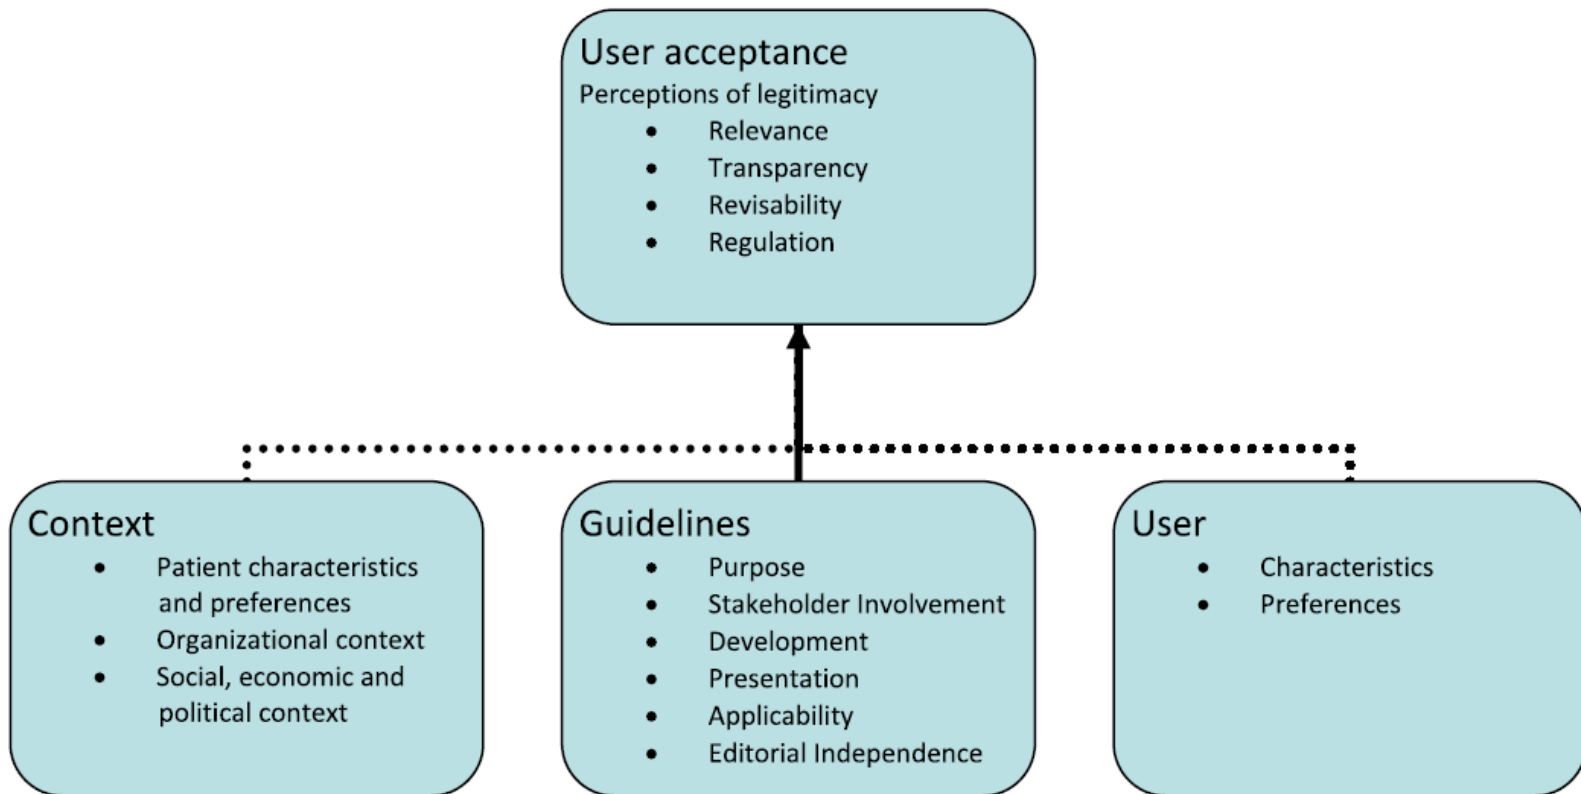 User acceptance
Perceptions of legitimacy
• Relevance
• Transparency
• Revisability
• Regulation
Context
• Patient characteristics
and preferences
• Organizational context
• Social, economic and
political context
Guidelines
• Purpose
• Stakeholder Involvement
• Development
• Presentation
• Applicability
• Editorial Independence
User
• Characteristics
• Preferences